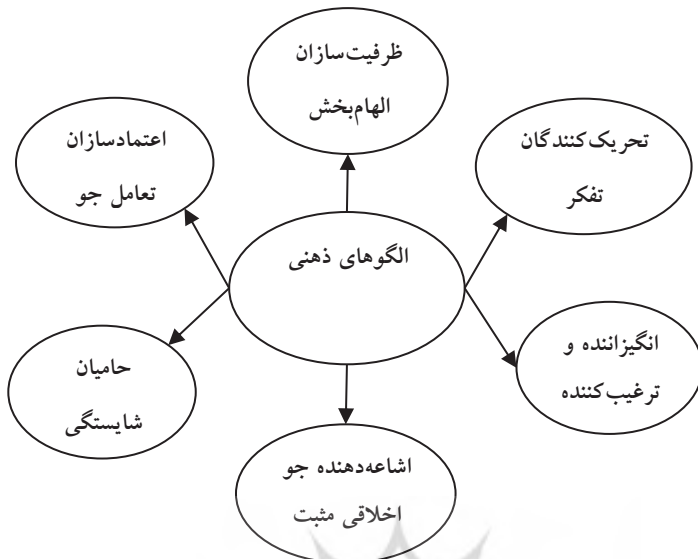 ظرفیت‌سازان
الهام‌بخش
تحریک‌کنندگان
تفکر
اعتمادسازان
تعامل جو
الگوهای ذهنی
انگیزاننده و
ترغیب‌کننده
حامیان
شایستگی
اشاعه‌دهنده جو
اخلاقی مثبت